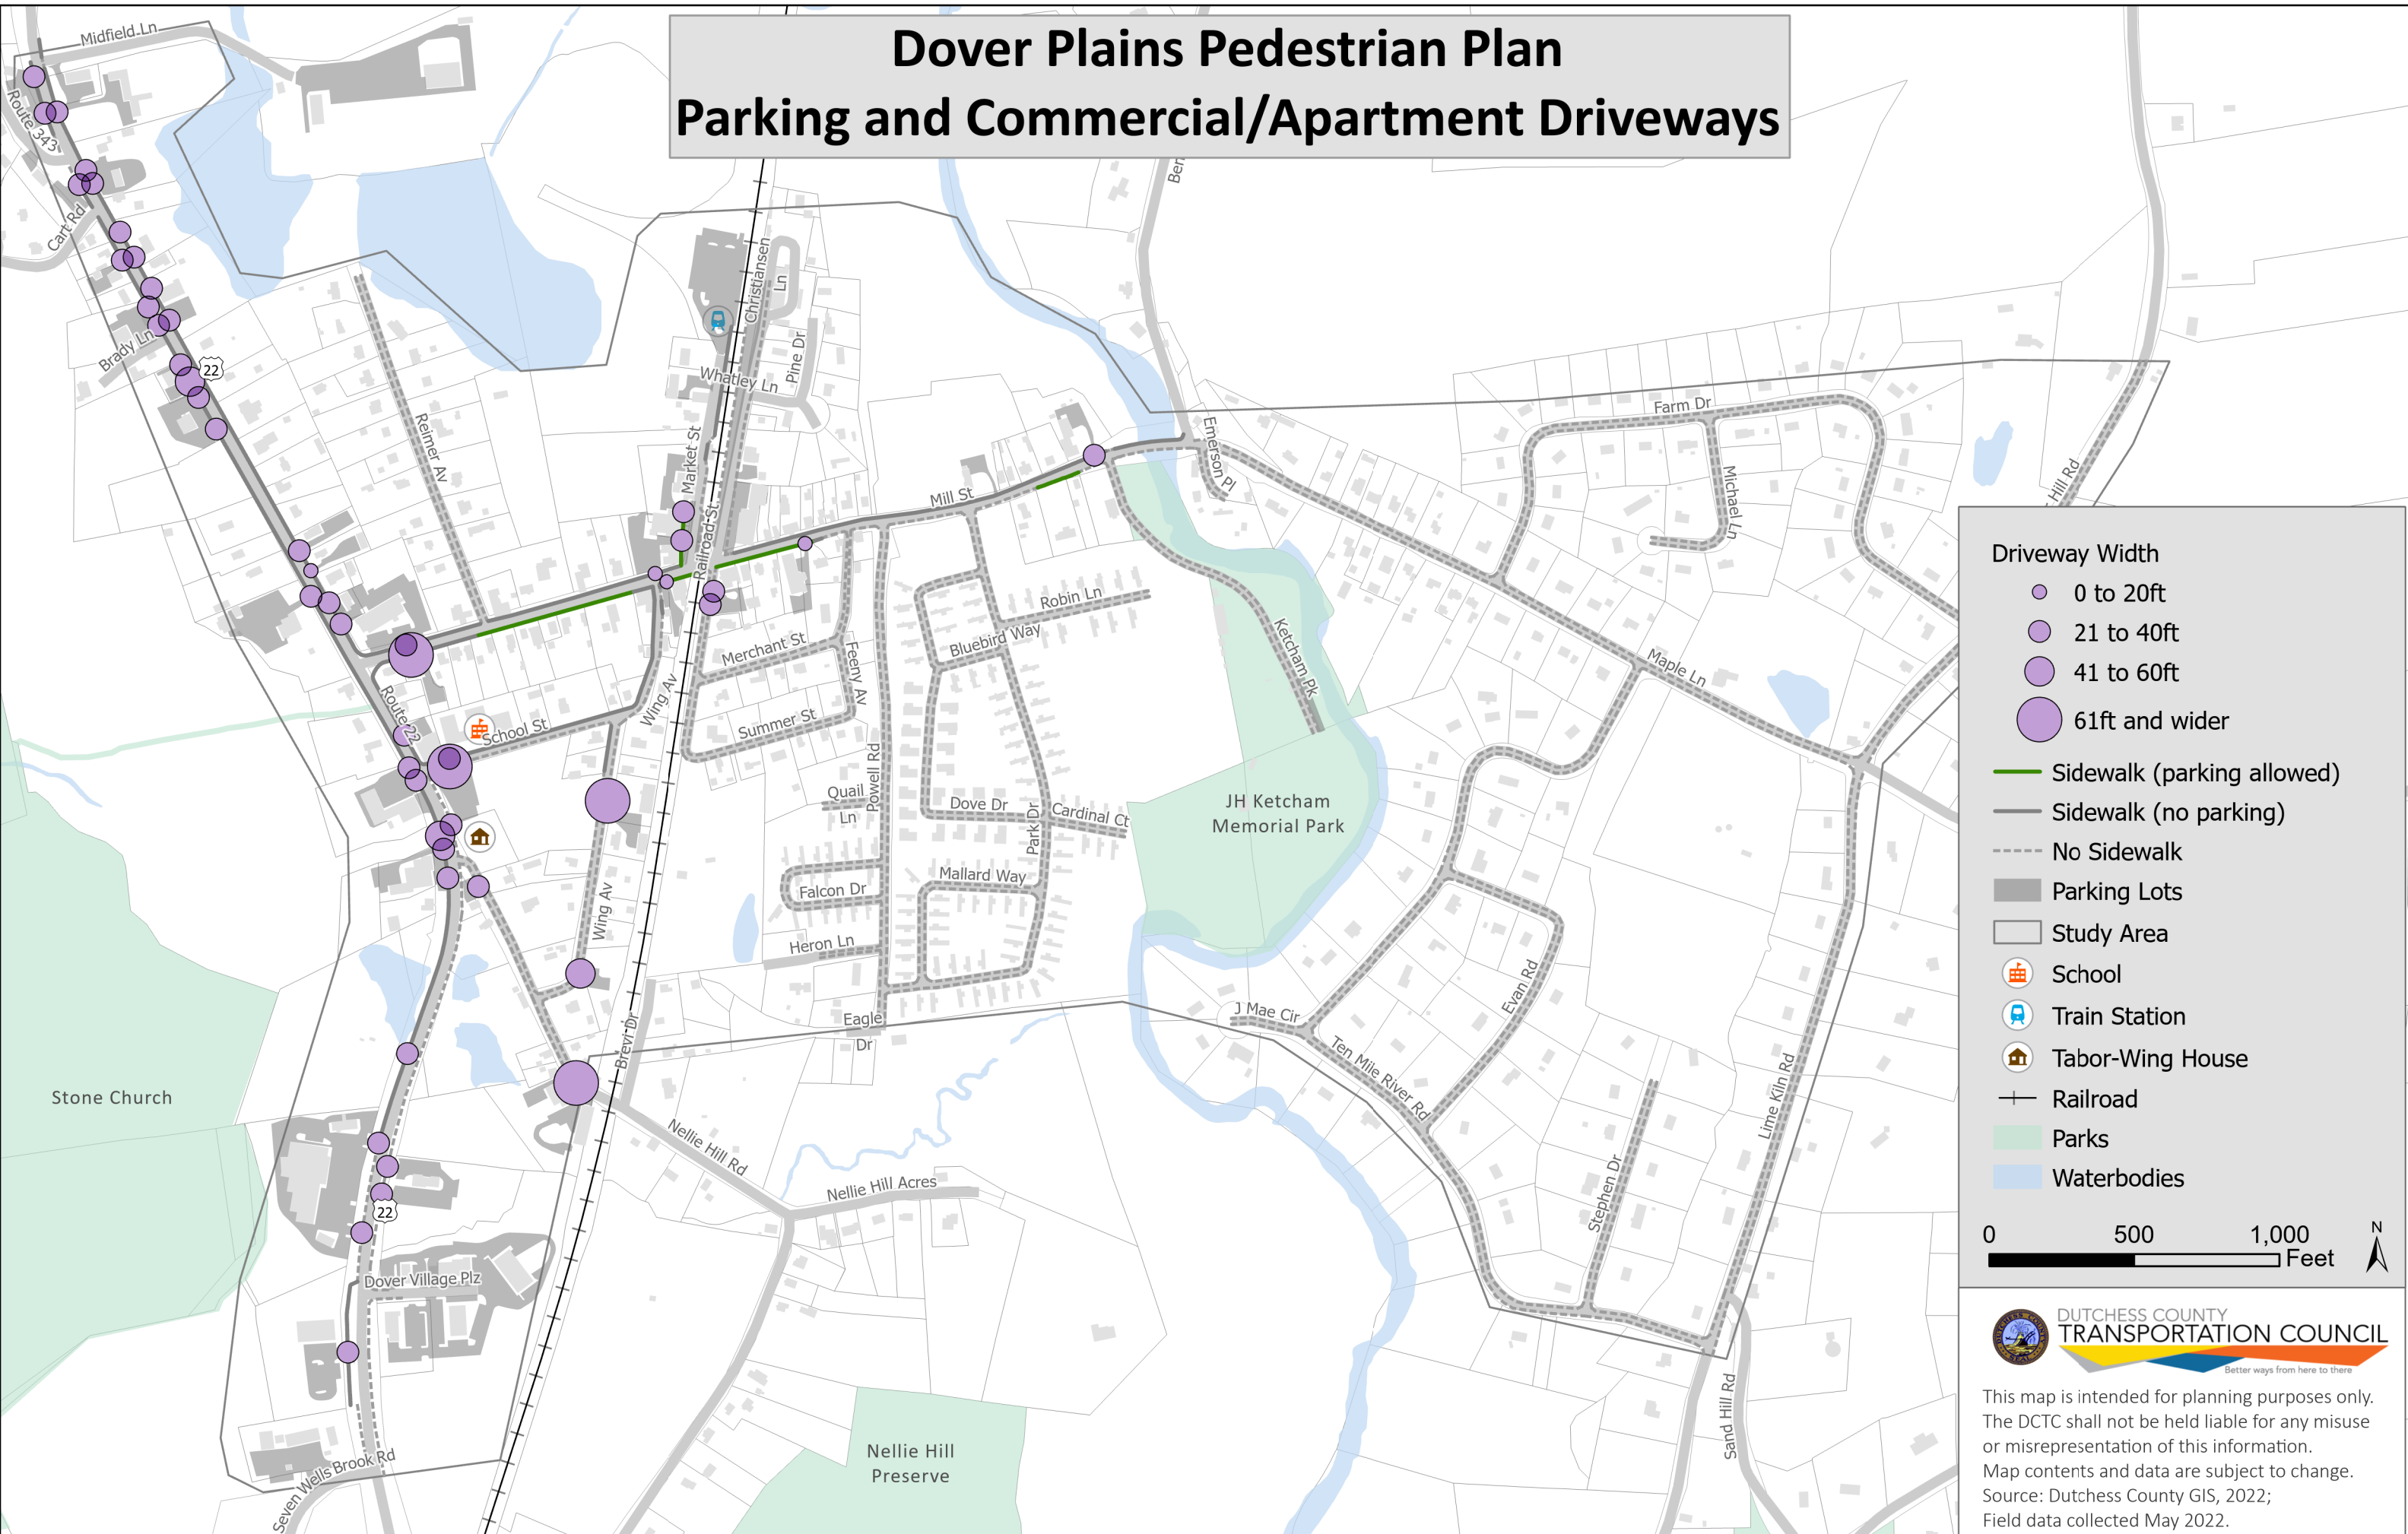 Dover Plains Pedestrian Plan
Parking and Commercial/Apartment Driveways
Midfield Ln
Route 343
Cart Rd
Brady Ln
22
Reimer Av
Christiansen
Ln
Pine Dr
Whatley Ln
Market St
Railroad St
Mill St
Emerson Pl
Farm Dr
Michael Ln
Hill Rd
Robin Ln
Bluebird Way
Merchant St
Feeny Av
Summer St
Wing Av
School St
Route 22
Powell Rd
Quail
Ln
Dove Dr
Cardinal Ct
Park Dr
Mallard Way
Falcon Dr
Heron Ln
Wing Av
Eagle
Dr
Brevi Dr
Ketcham Pk
JH Ketcham
Memorial Park
Maple Ln
Evan Rd
J Mae Cir
Ten Mile River Rd
Stephen Dr
Lime Kiln Rd
Sand Hill Rd
Stone Church
Nellie Hill Rd
Nellie Hill Acres
22
Dover Village Plz
Seven Wells Brook Rd
Nellie Hill
Preserve
Driveway Width
0 to 20ft
21 to 40ft
41 to 60ft
61ft and wider
Sidewalk (parking allowed)
Sidewalk (no parking)
No Sidewalk
Parking Lots
Study Area
School
Train Station
Tabor-Wing House
Railroad
Parks
Waterbodies
0 500 1,000
Feet
N
DUTCHESS COUNTY
TRANSPORTATION COUNCIL
Better ways from here to there
This map is intended for planning purposes only.
The DCTC shall not be held liable for any misuse
or misrepresentation of this information.
Map contents and data are subject to change.
Source: Dutchess County GIS, 2022;
Field data collected May 2022.